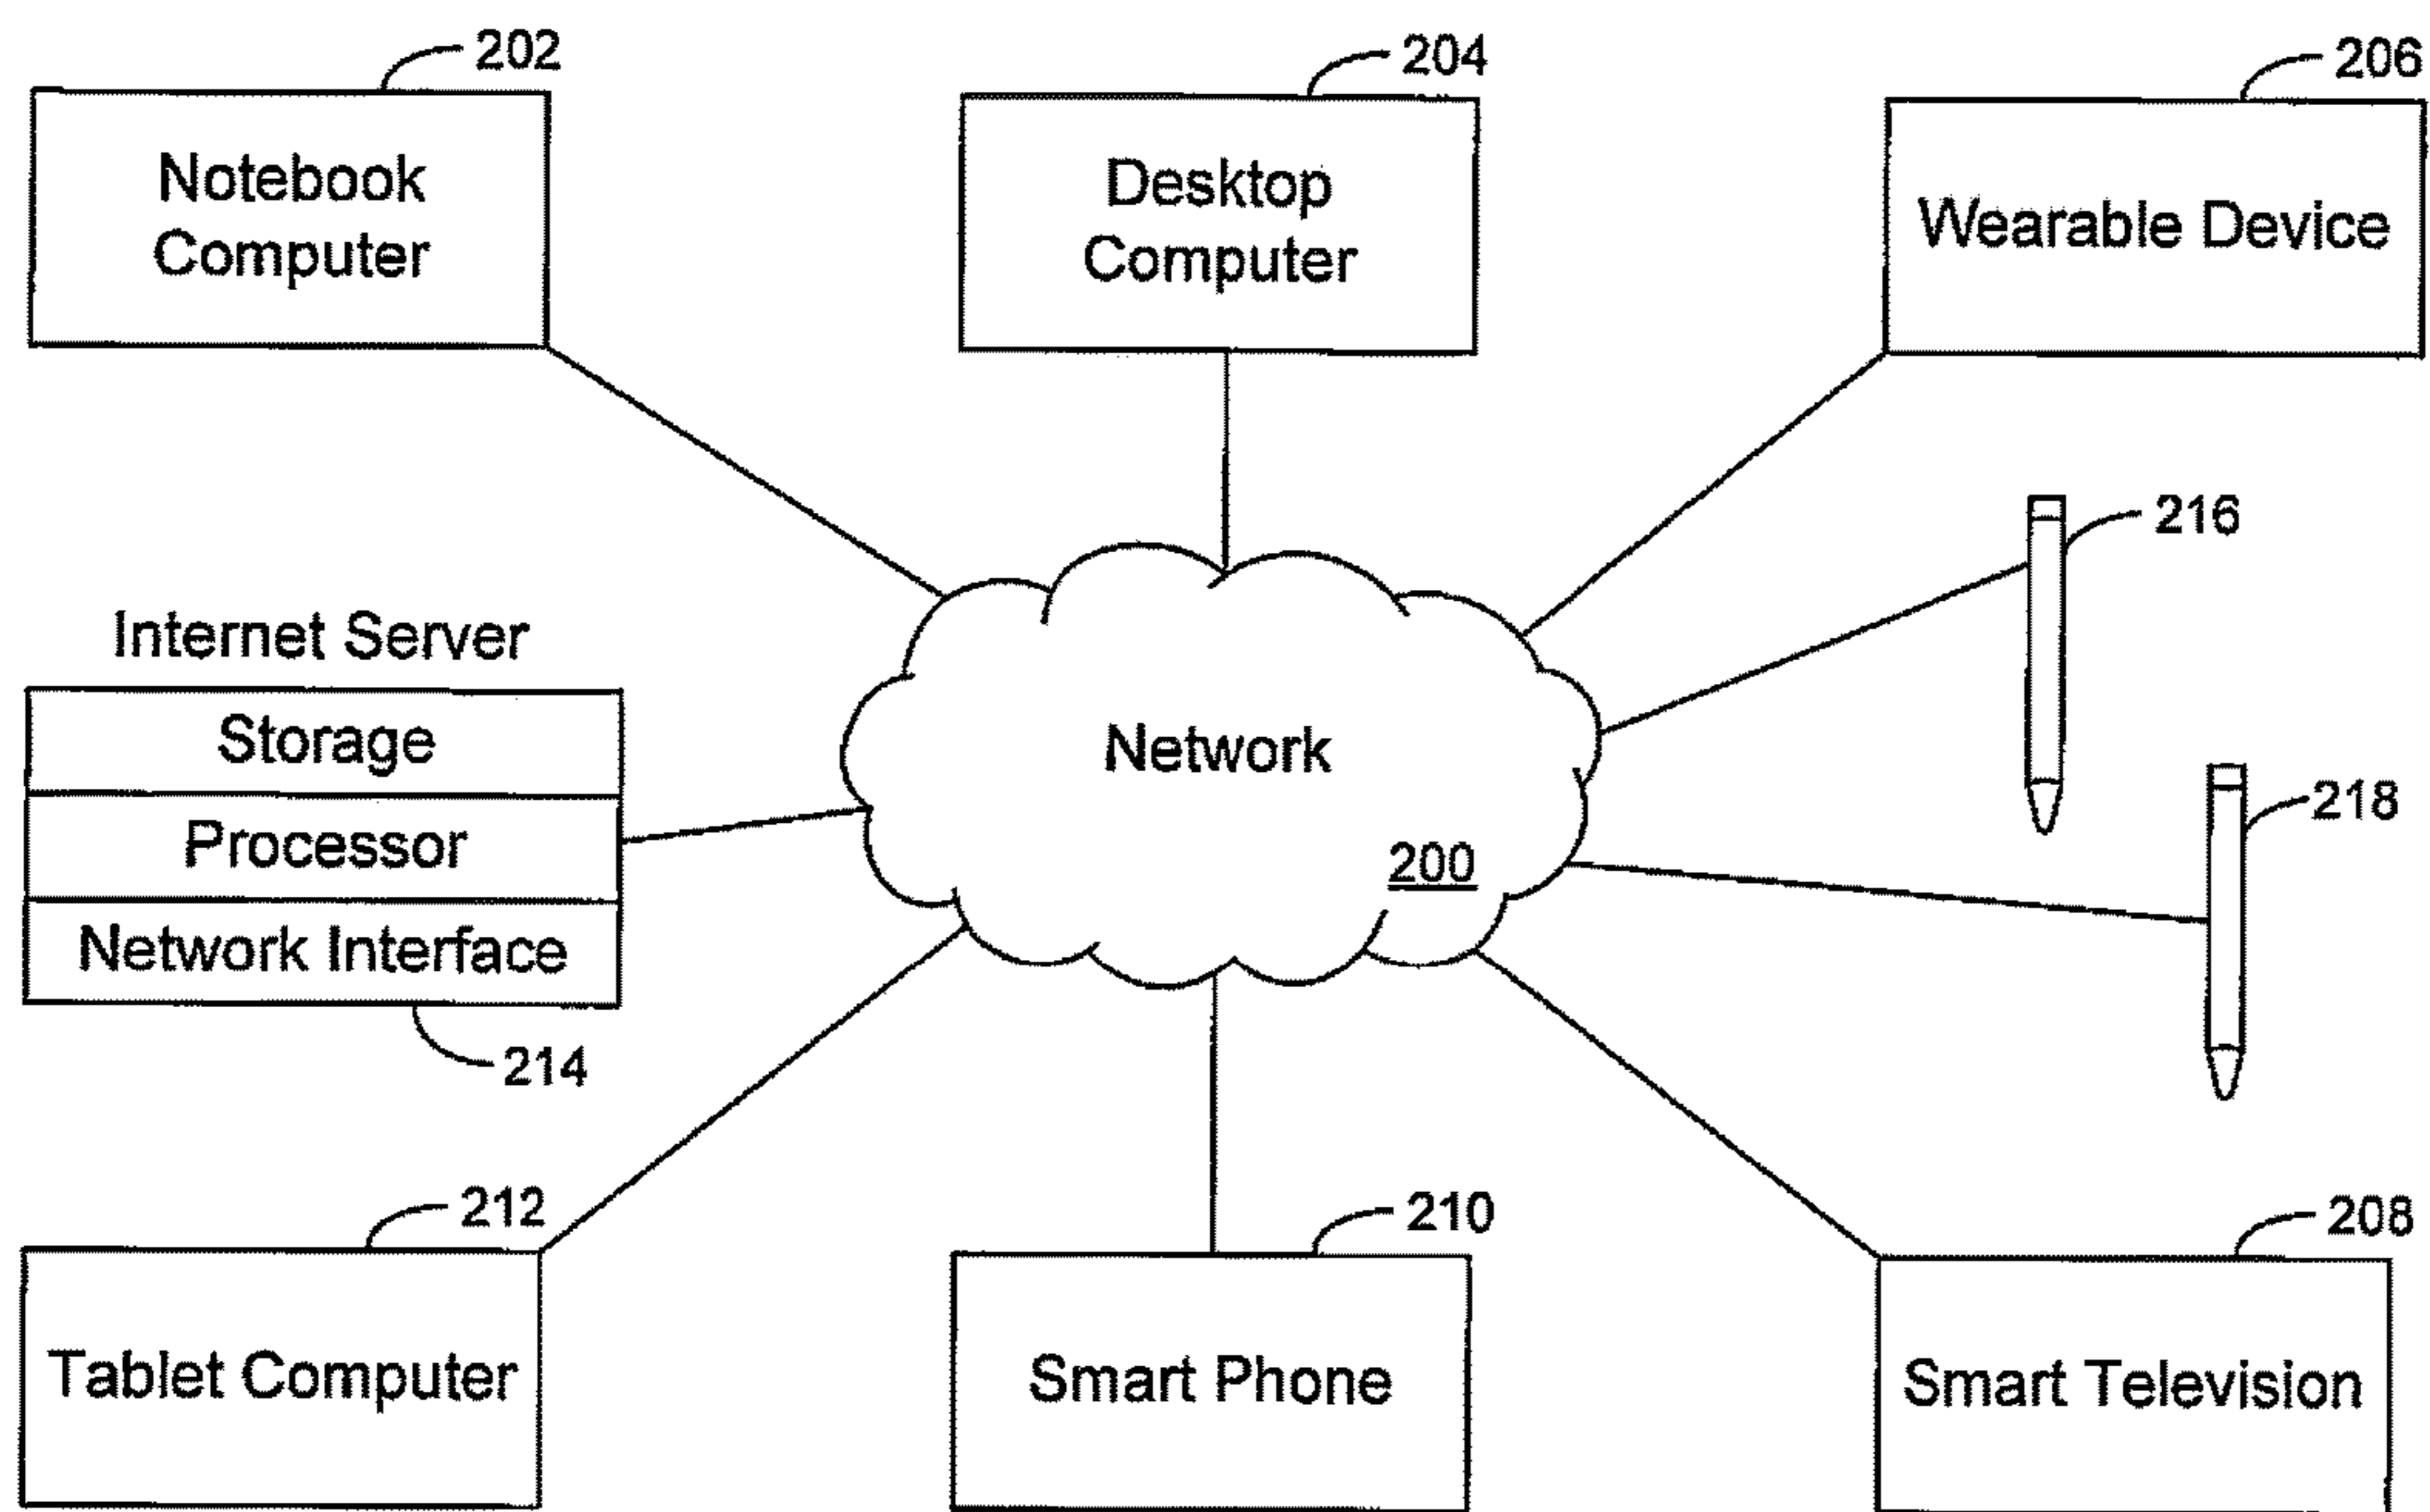 202
204
206
Notebook
Computer
Desktop
Computer
Wearable Device
216
Internet Server
Storage
Processor
Network Interface
214
Network
200
218
212
210
208
Tablet Computer
Smart Phone
Smart Television